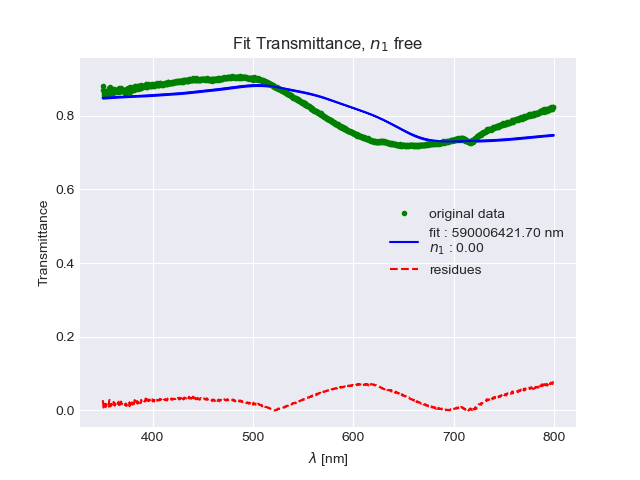 Fit Transmittance, n₁ free
Transmittance
0.8
0.6
0.4
0.2
0.0
original data
fit : 590006421.70 nm
n₁ : 0.00
residues
400 500 600 700 800
λ [nm]